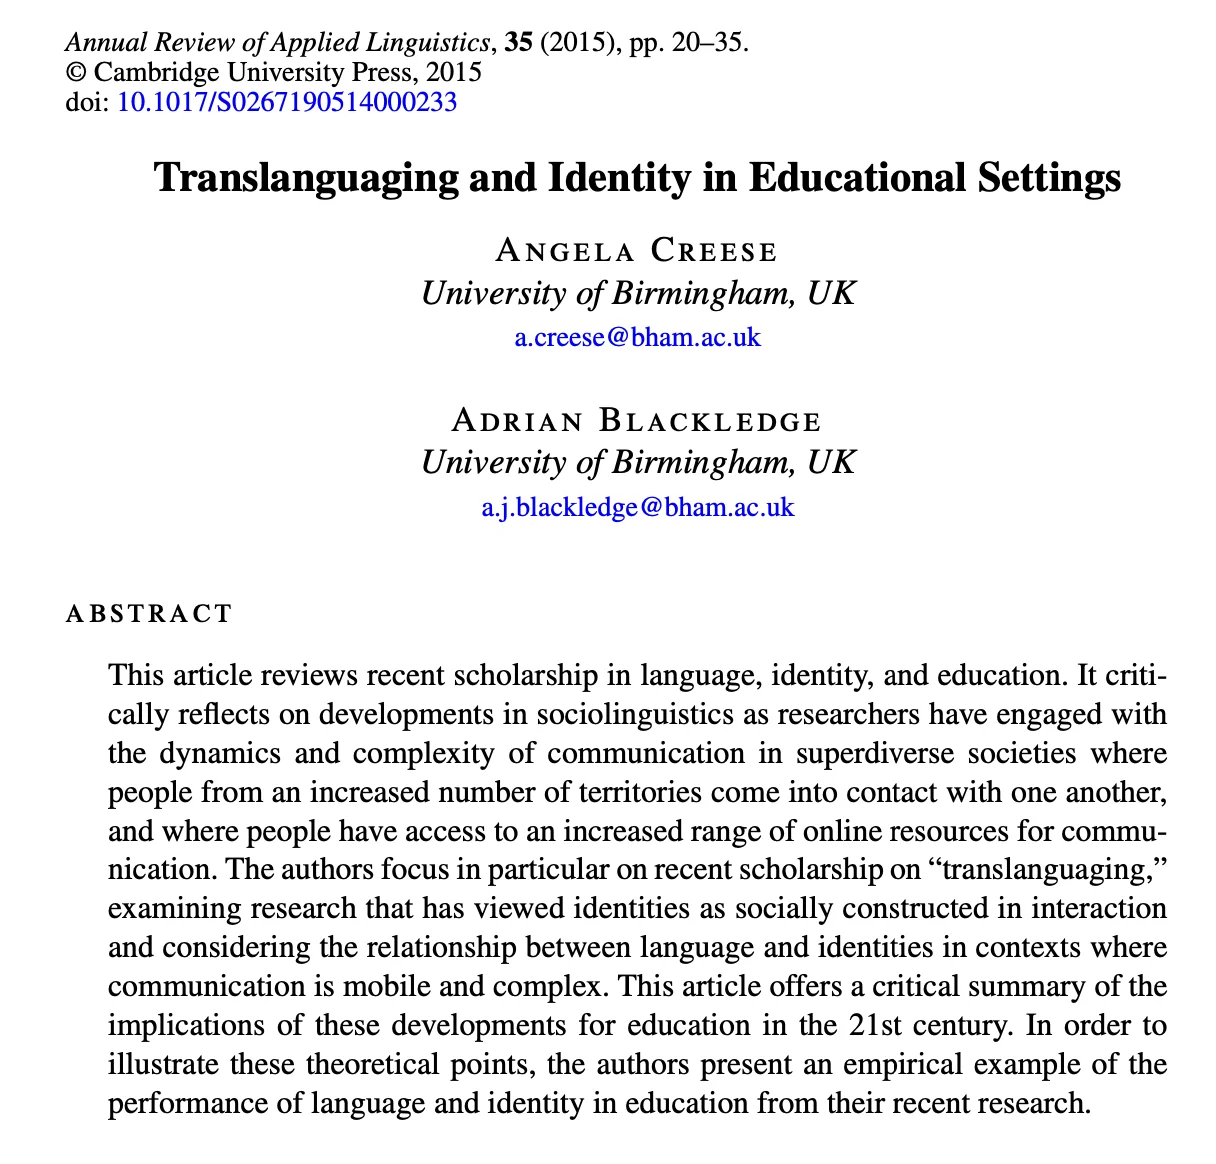 Annual Review of Applied Linguistics, 35 (2015), pp. 20–35.
© Cambridge University Press, 2015
doi: 10.1017/S0267190514000233
Translanguaging and Identity in Educational Settings
ANGELA CREESE
University of Birmingham, UK
a.creese@bham.ac.uk
ADRIAN BLACKLEDGE
University of Birmingham, UK
a.j.blackledge@bham.ac.uk
ABSTRACT
This article reviews recent scholarship in language, identity, and education. It criti-
cally reflects on developments in sociolinguistics as researchers have engaged with
the dynamics and complexity of communication in superdiverse societies where
people from an increased number of territories come into contact with one another,
and where people have access to an increased range of online resources for commu-
nication. The authors focus in particular on recent scholarship on “translanguaging,”
examining research that has viewed identities as socially constructed in interaction
and considering the relationship between language and identities in contexts where
communication is mobile and complex. This article offers a critical summary of the
implications of these developments for education in the 21st century. In order to
illustrate these theoretical points, the authors present an empirical example of the
performance of language and identity in education from their recent research.